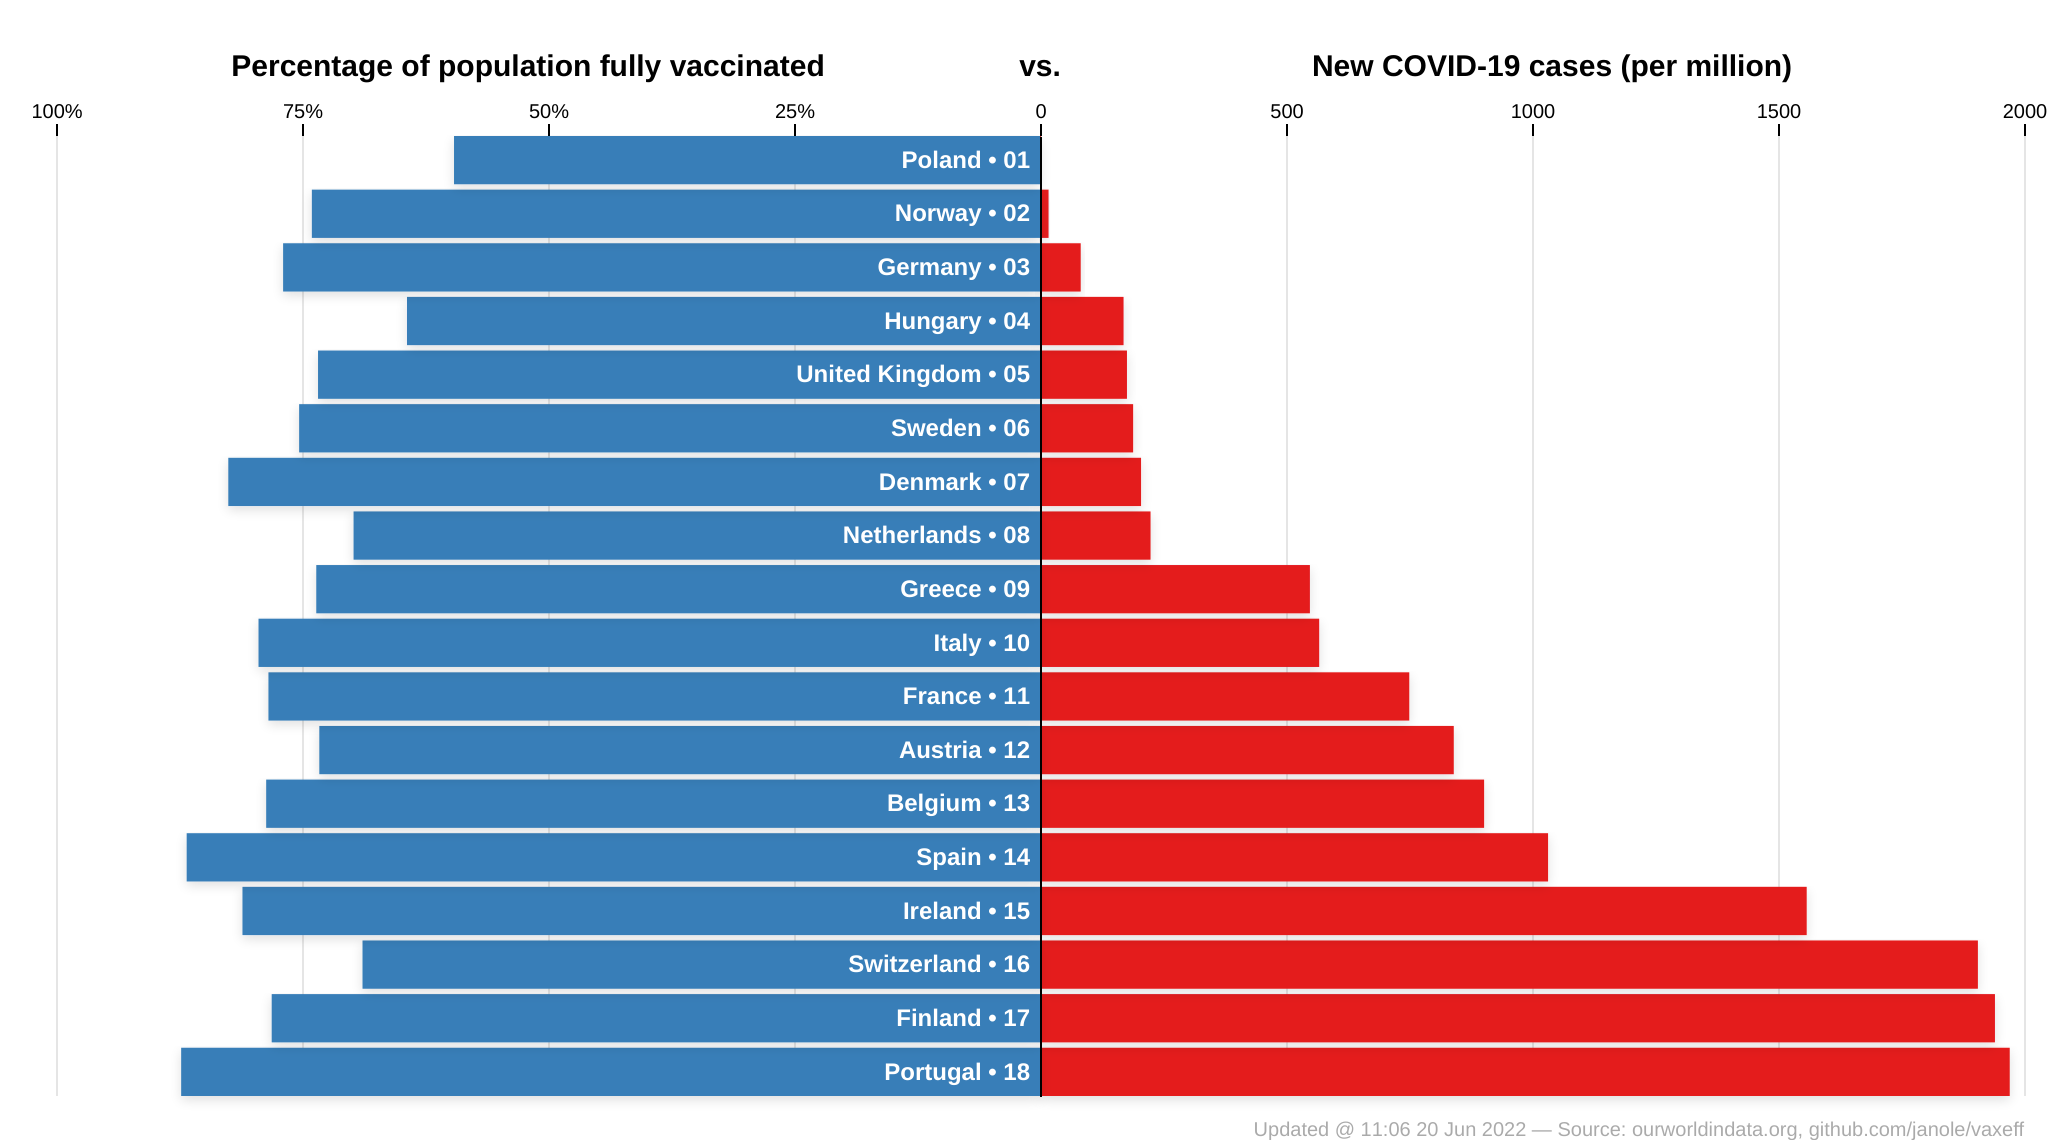 Percentage of population fully vaccinated vs. New COVID-19 cases (per million)
100% 75% 50% 25% 0 500 1000 1500 2000
Poland • 01
Norway • 02
Germany • 03
Hungary • 04
United Kingdom • 05
Sweden • 06
Denmark • 07
Netherlands • 08
Greece • 09
Italy • 10
France • 11
Austria • 12
Belgium • 13
Spain • 14
Ireland • 15
Switzerland • 16
Finland • 17
Portugal • 18
Updated @ 11:06 20 Jun 2022 — Source: ourworldindata.org, github.com/janole/vaxeff